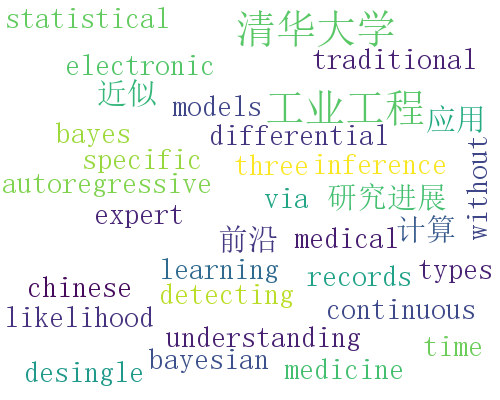 statistical
清华大学
electronic
traditional
近似
models
工业工程
应用
bayes
differential
specific
three
inference
without
autoregressive
via
研究进展
expert
前沿
medical
计算
learning
records
types
chinese
detecting
likelihood
continuous
understanding
time
desingle
bayesian
medicine